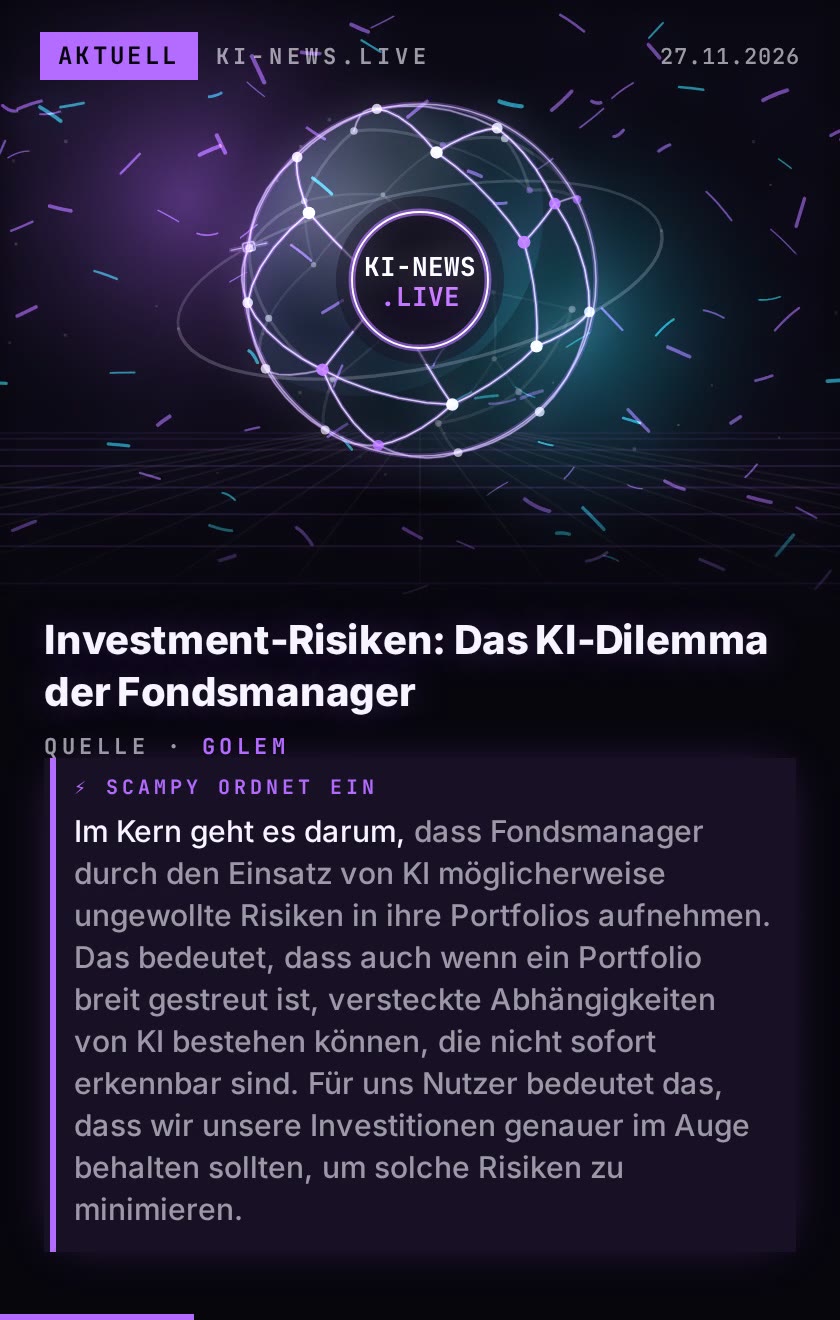 AKTUELL KI-NEWS.LIVE 27.11.2026
KI-NEWS
.LIVE
Investment-Risiken: Das KI-Dilemma
der Fondsmanager
QUELLE · GOLEM
⚡ SCAMPY ORDNET EIN
Im Kern geht es darum, dass Fondsmanager
durch den Einsatz von KI möglicherweise
ungewollte Risiken in ihre Portfolios aufnehmen.
Das bedeutet, dass auch wenn ein Portfolio
breit gestreut ist, versteckte Abhängigkeiten
von KI bestehen können, die nicht sofort
erkennbar sind. Für uns Nutzer bedeutet das,
dass wir unsere Investitionen genauer im Auge
behalten sollten, um solche Risiken zu
minimieren.